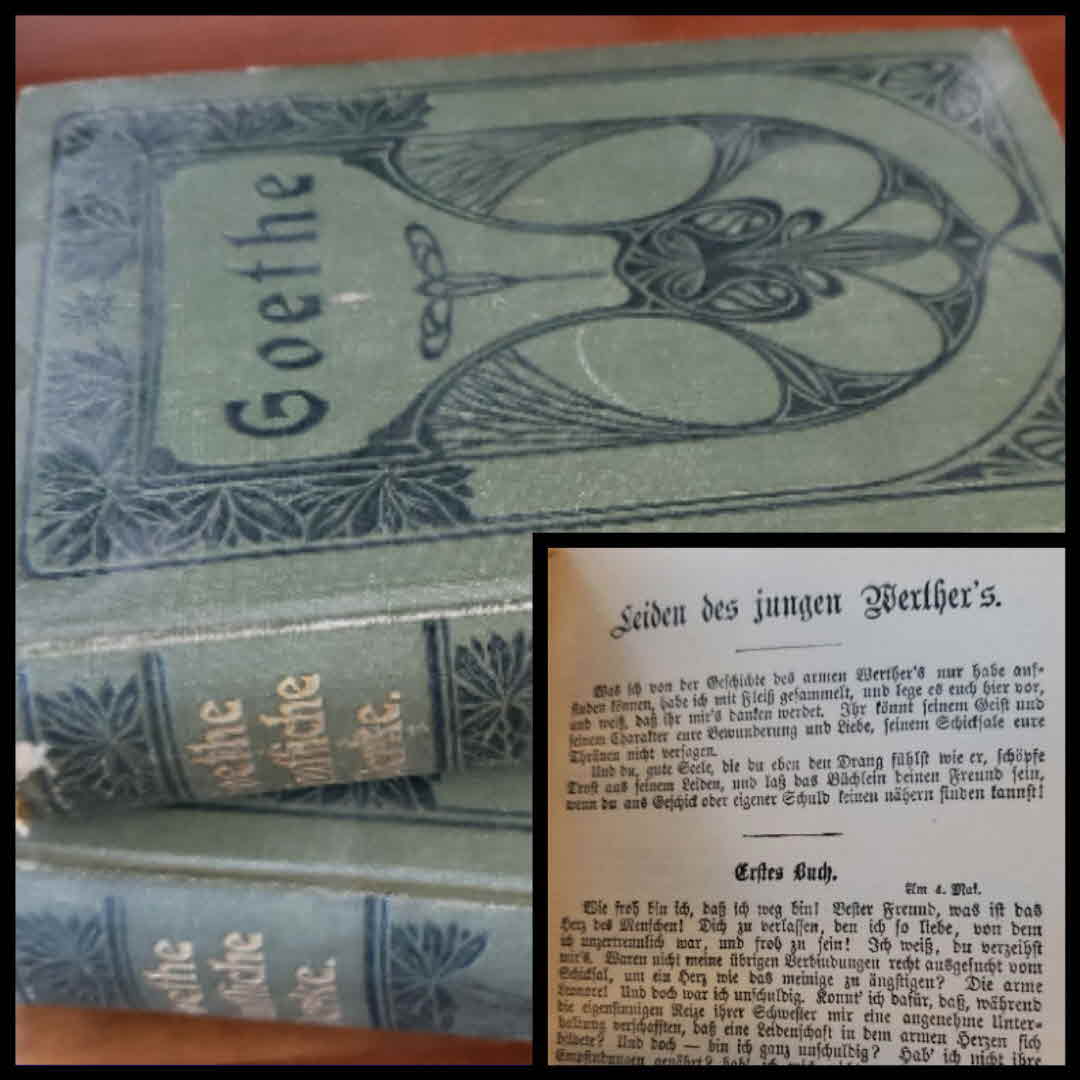 Goethe
Goethe
Werke.
Leiden des jungen Werther's.
Was ich von der Geschichte des armen Werther's nur habe auf-
finden können, habe ich mit Fleiß gesammelt, und lege es euch hier vor,
und weiß, daß ihr mir's danken werdet. Ihr könnt seinem Geist und
seinem Charakter eure Bewunderung und Liebe, seinem Schicksale eure
Thränen nicht versagen.
Und du, gute Seele, die du eben den Drang fühlst wie er, schöpfe
Trost aus seinem Leiden, und laß das Büchlein deinen Freund sein,
wenn du aus Geschick oder eigener Schuld keinen nähern finden kannst!
Erstes Buch.
Am 4. Mai.
Wie froh bin ich, daß ich weg bin! Bester Freund, was ist das
Herz des Menschen! Dich zu verlassen, den ich so liebe, von dem
ich unzertrennlich war, und froh zu sein! Ich weiß, du verzeihst
mir's. Waren nicht meine übrigen Verbindungen recht ausgesucht vom
Schicksal, um ein Herz wie das meinige zu ängstigen? Die arme
Leonore! Und doch war ich unschuldig. Konnt' ich dafür, daß, während
die eigensinnigen Reize ihrer Schwester mir eine angenehme Unter-
haltung verschafften, daß eine Leidenschaft in dem armen Herzen sich
bildete? Und doch — bin ich ganz unschuldig? Hab' ich nicht ihre
Empfindungen genährt? hab' ich mich